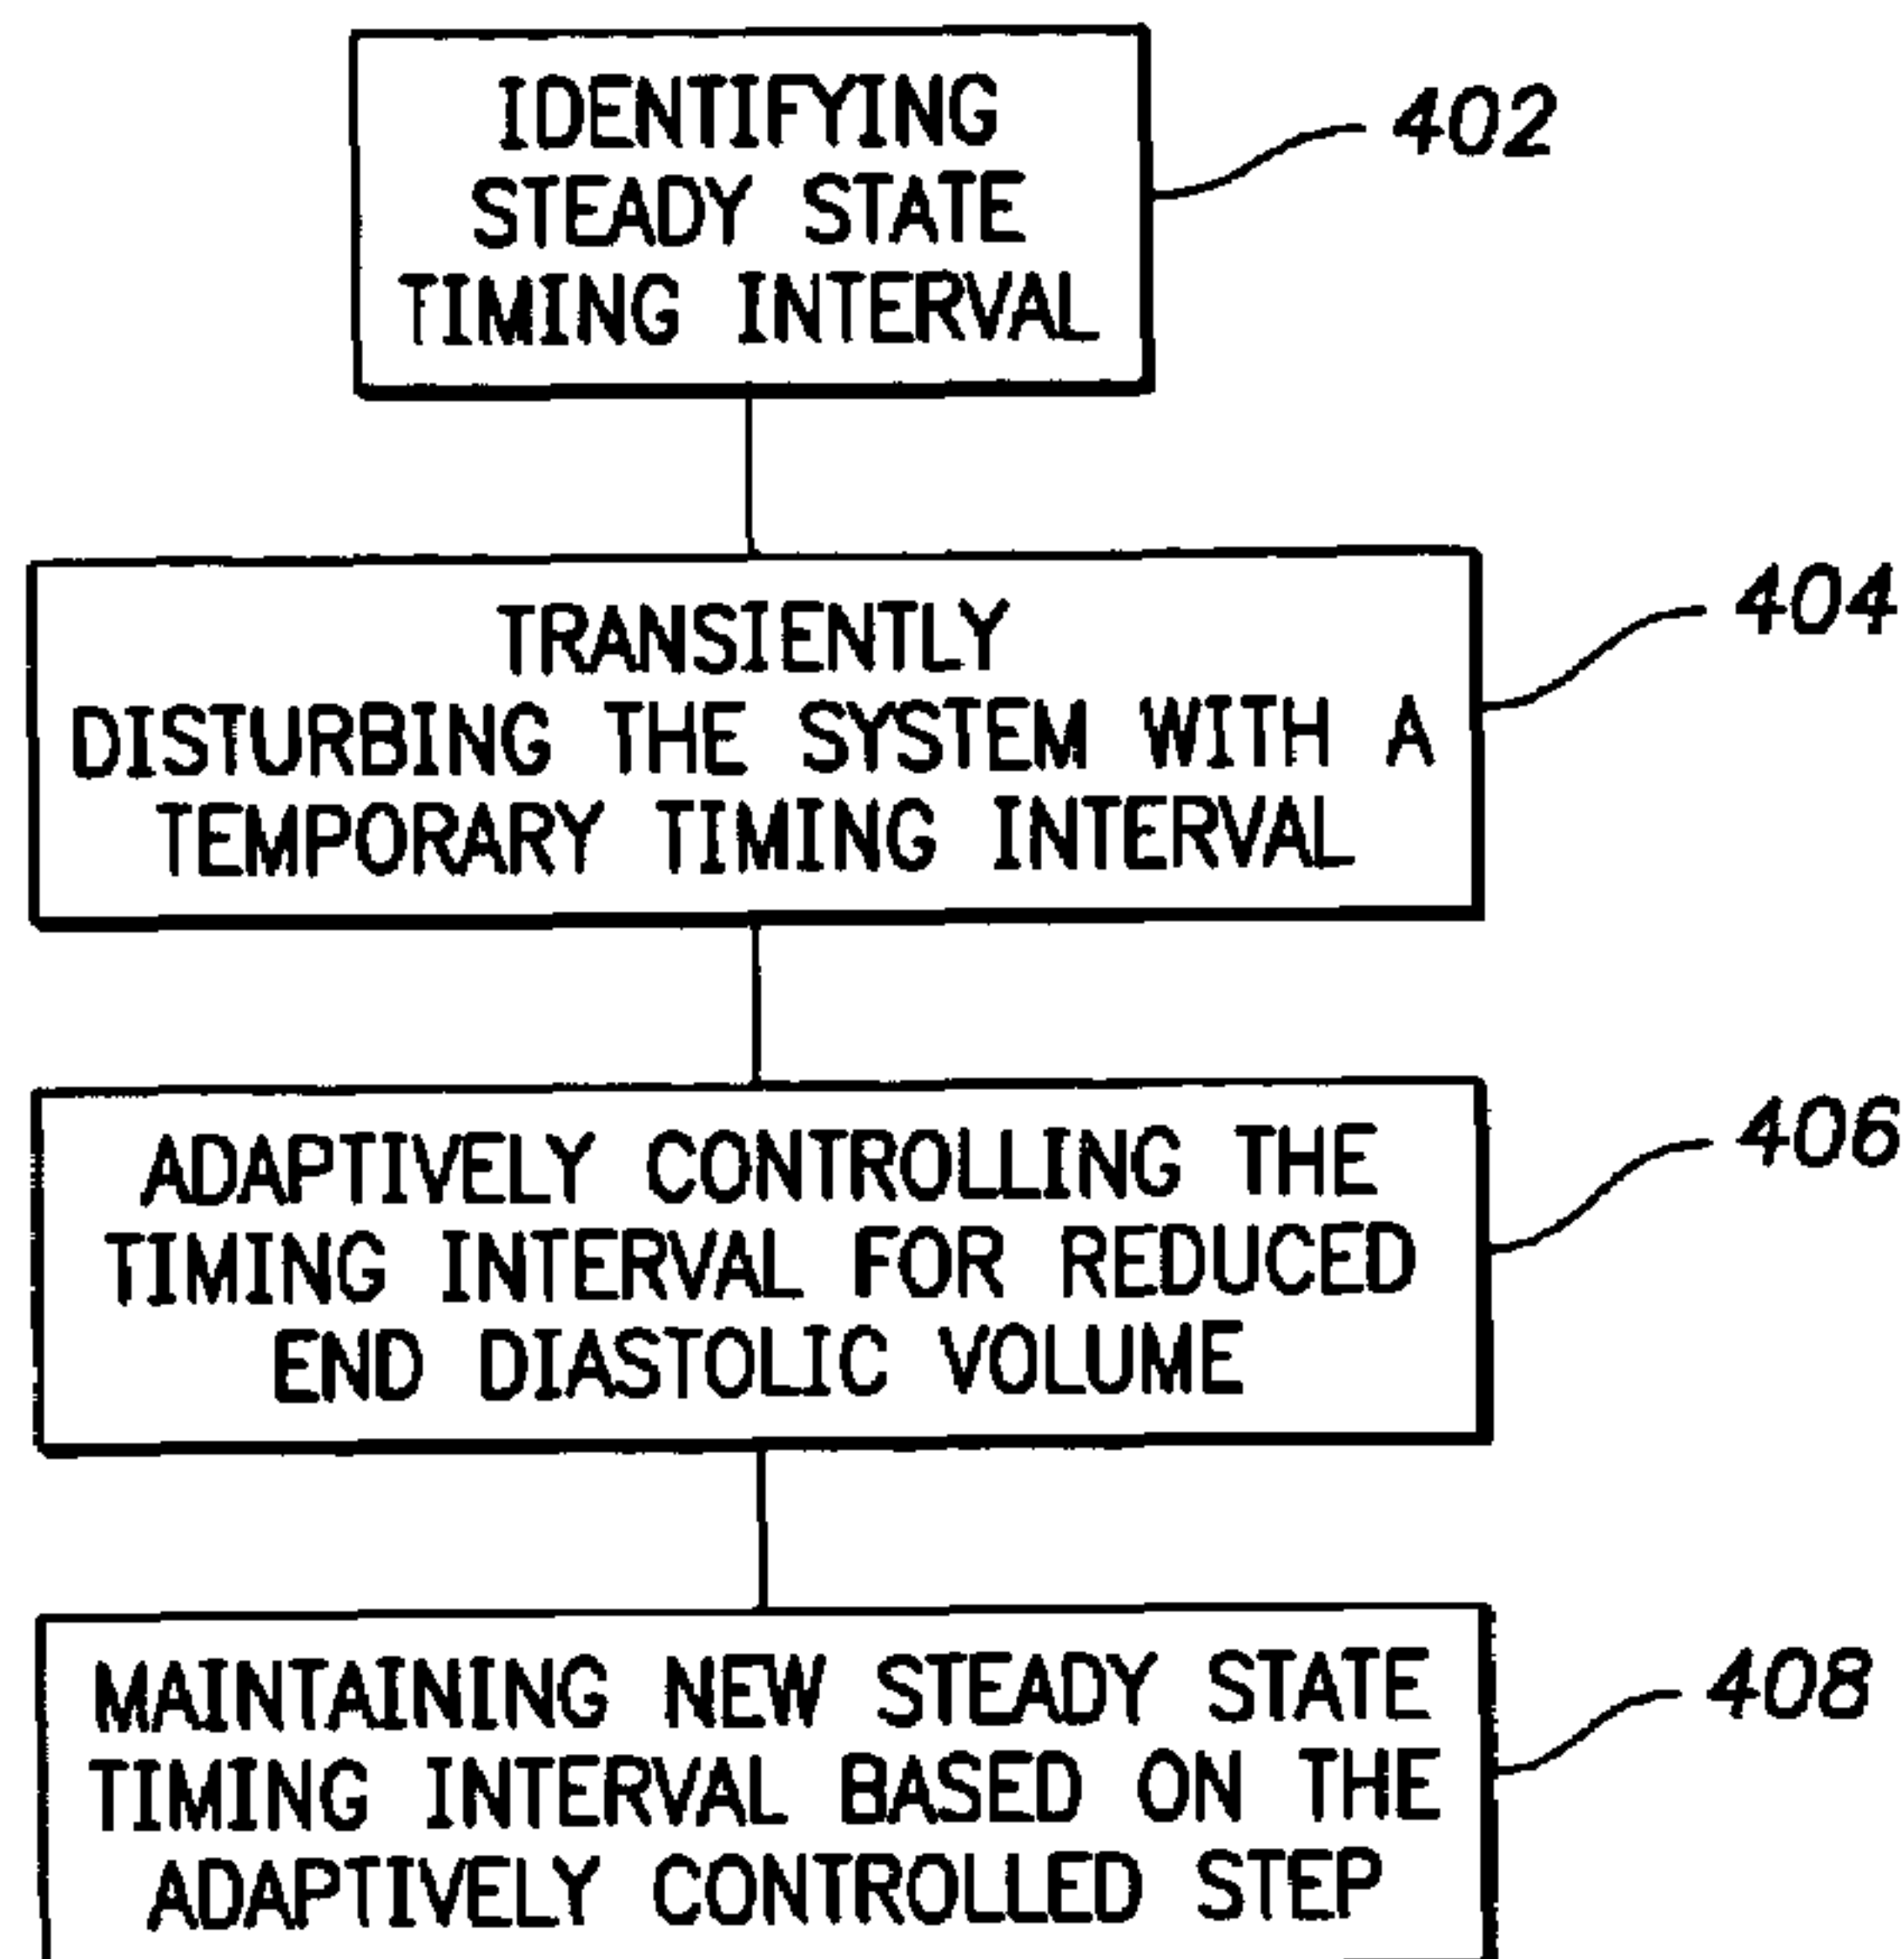 IDENTIFYING
STEADY STATE
TIMING INTERVAL
402
TRANSIENTLY
DISTURBING THE SYSTEM WITH A
TEMPORARY TIMING INTERVAL
404
ADAPTIVELY CONTROLLING THE
TIMING INTERVAL FOR REDUCED
END DIASTOLIC VOLUME
406
MAINTAINING NEW STEADY STATE
TIMING INTERVAL BASED ON THE
ADAPTIVELY CONTROLLED STEP
408